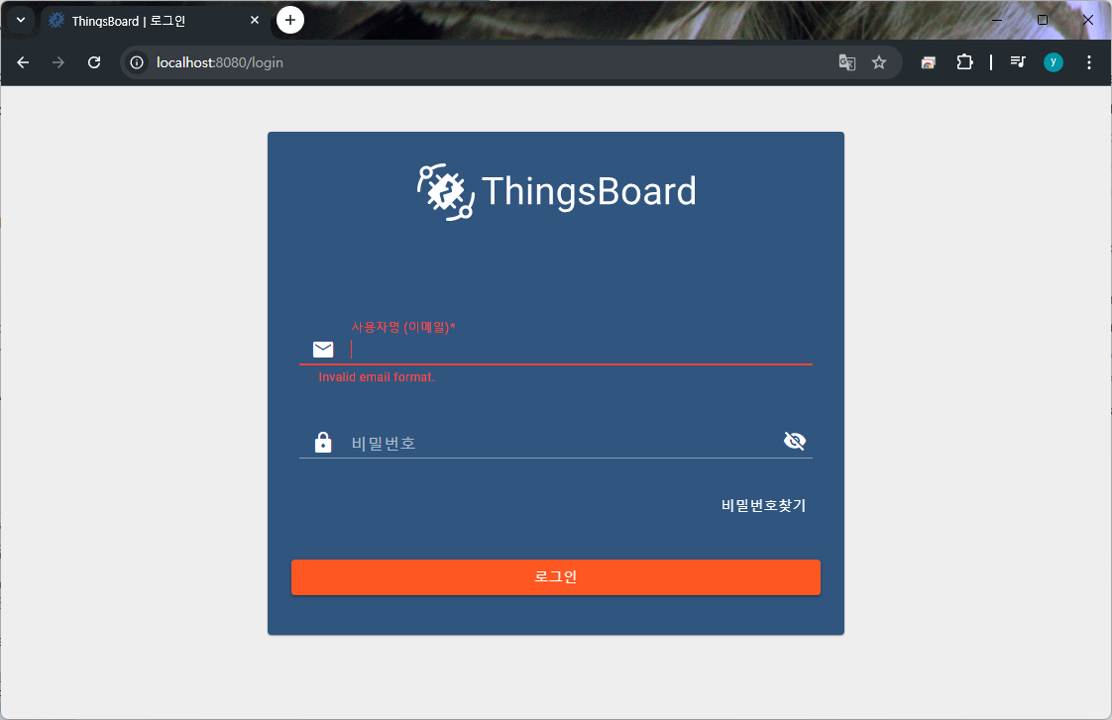 ThingsBoard | 로그인
localhost:8080/login
y
ThingsBoard
사용자명 (이메일)*
Invalid email format.
비밀번호
비밀번호찾기
로그인